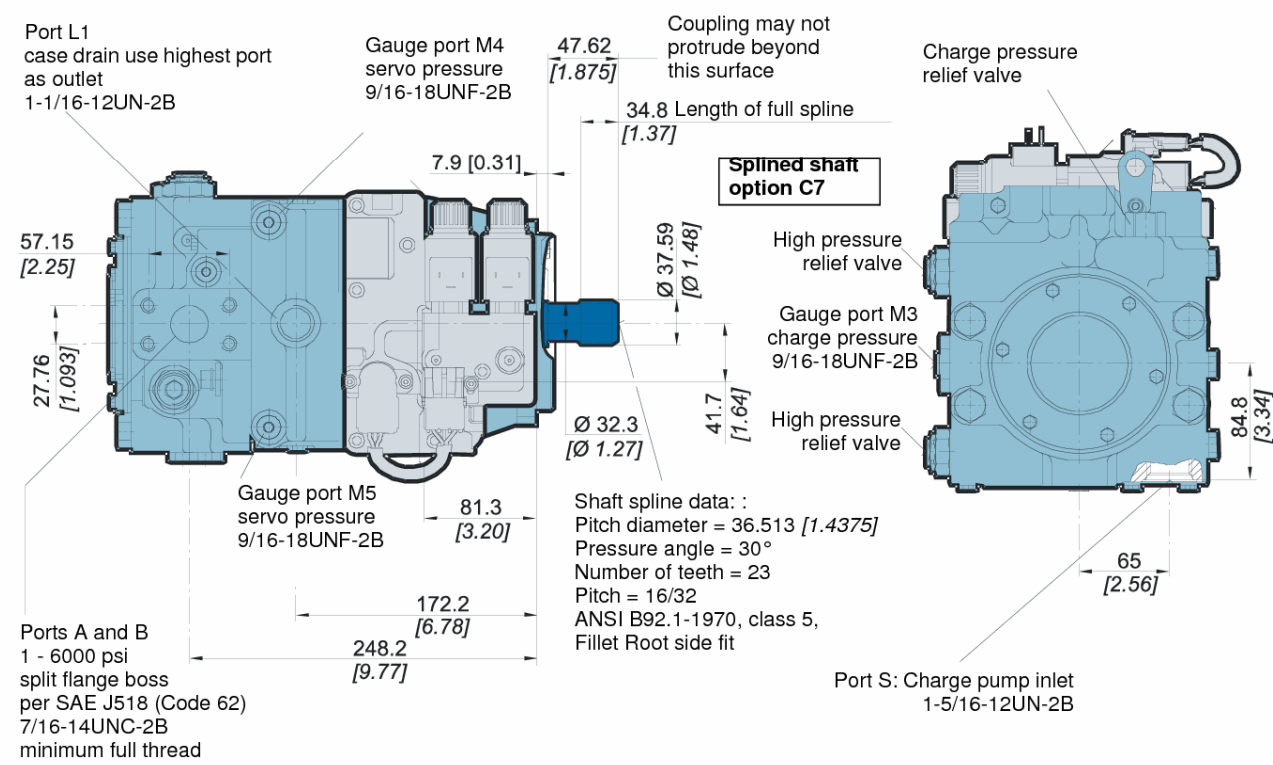 Port L1
case drain use highest port
as outlet
1-1/16-12UN-2B
Gauge port M4
servo pressure
9/16-18UNF-2B
47.62
[1.875]
Coupling may not
protrude beyond
this surface
34.8 Length of full spline
[1.37]
7.9 [0.31]
Splined shaft
option C7
Charge pressure
relief valve
57.15
[2.25]
27.76
[1.093]
Ø 37.59
[Ø 1.48]
41.7
[1.64]
Ø 32.3
[Ø 1.27]
High pressure
relief valve
Gauge port M3
charge pressure
9/16-18UNF-2B
High pressure
relief valve
84.8
[3.34]
Gauge port M5
servo pressure
9/16-18UNF-2B
81.3
[3.20]
Shaft spline data: :
Pitch diameter = 36.513 [1.4375]
Pressure angle = 30°
Number of teeth = 23
Pitch = 16/32
ANSI B92.1-1970, class 5,
Fillet Root side fit
65
[2.56]
172.2
[6.78]
248.2
[9.77]
Ports A and B
1 - 6000 psi
split flange boss
per SAE J518 (Code 62)
7/16-14UNC-2B
minimum full thread
Port S: Charge pump inlet
1-5/16-12UN-2B